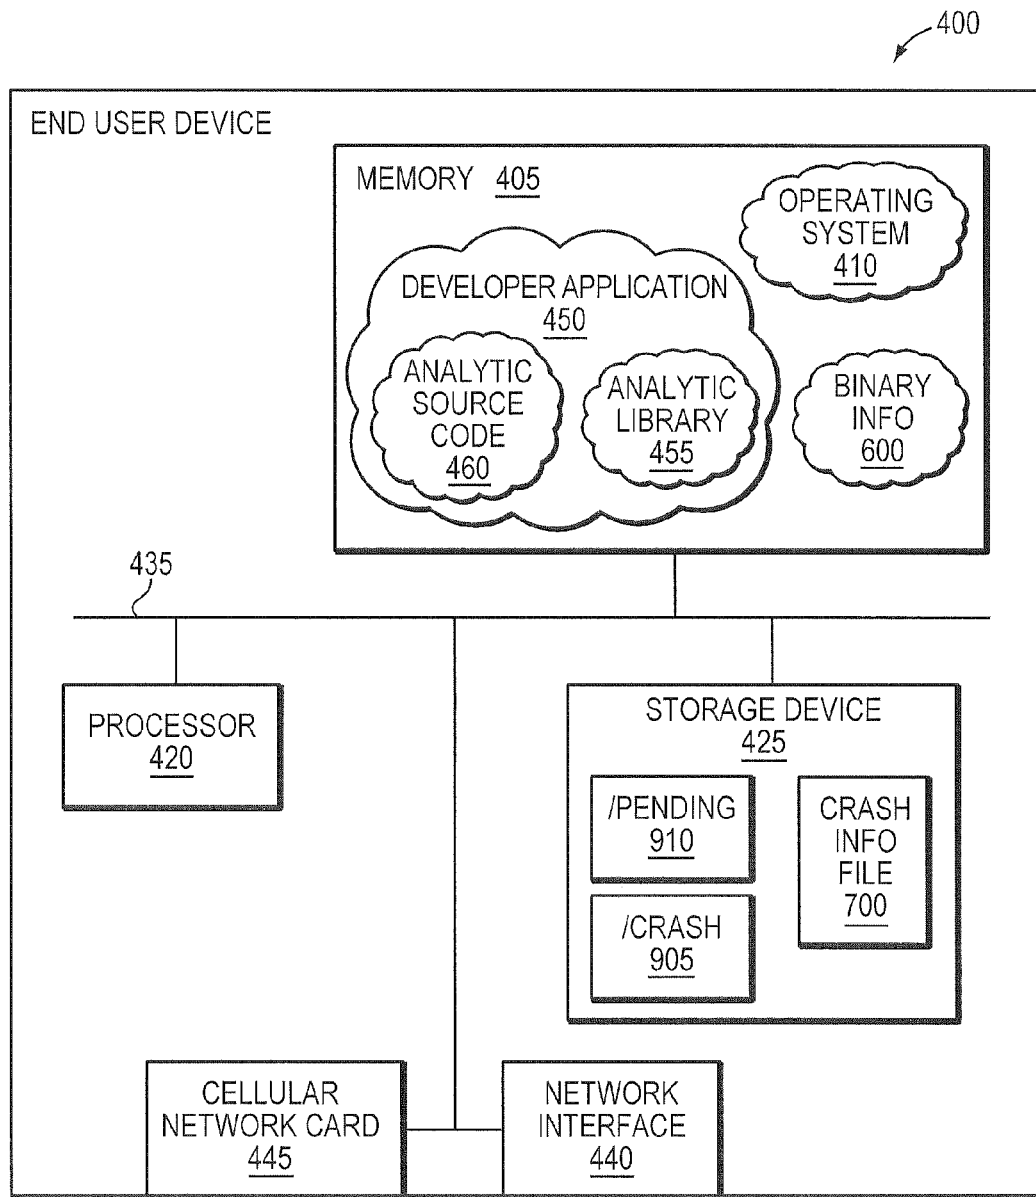 400
END USER DEVICE
MEMORY 405
OPERATING
SYSTEM
410
DEVELOPER APPLICATION
450
ANALYTIC
SOURCE
CODE
460
ANALYTIC
LIBRARY
455
BINARY
INFO
600
435
PROCESSOR
420
STORAGE DEVICE
425
/PENDING
910
CRASH
INFO
FILE
700
/CRASH
905
CELLULAR
NETWORK CARD
445
NETWORK
INTERFACE
440